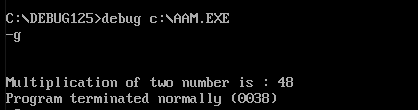 C:\DEBUG125>debug c:\AAM.EXE
-g
Multiplication of two number is : 48
Program terminated normally (0038)